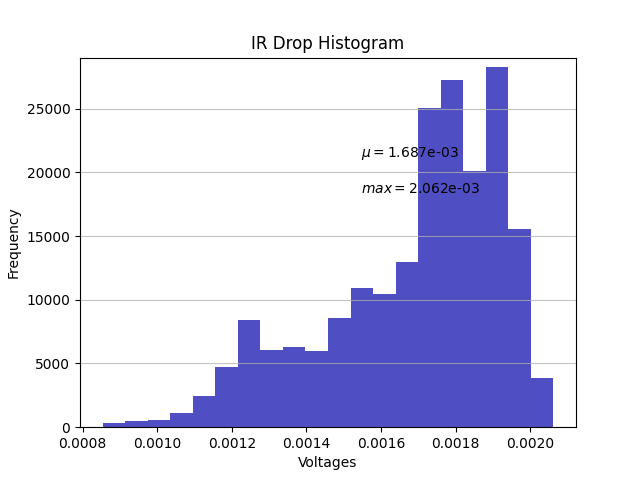 IR Drop Histogram
25000
20000
15000
10000
5000
0
Frequency
μ = 1.687e-03
max = 2.062e-03
0.0008 0.0010 0.0012 0.0014 0.0016 0.0018 0.0020
Voltages